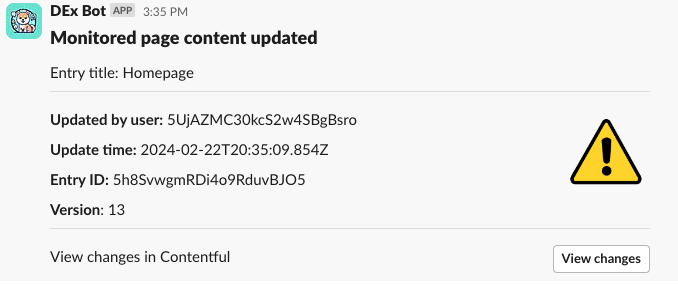 DEx Bot APP 3:35 PM
Monitored page content updated
Entry title: Homepage
Updated by user: 5UjAZMC30kcS2w4SBgBsro
Update time: 2024-02-22T20:35:09.854Z
Entry ID: 5h8SvwgmRDi4o9RduvBJO5
Version: 13
View changes in Contentful
View changes